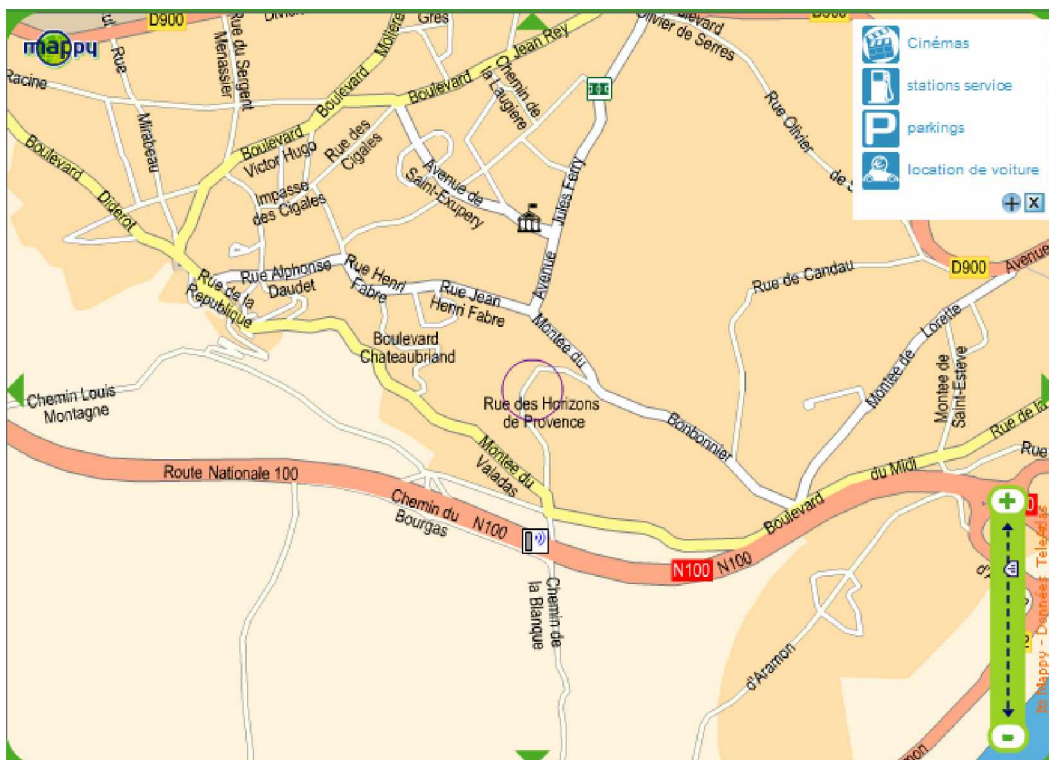 D900
D900
mappy
Racine
Rue
Mirabeau
Rue du Sergent
Menassier
Boulevard
Molière
Grès
Boulevard
Jean Rey
Chemin de
la Laugière
Boulevard
Olivier de Serres
Rue Olivier
de S
Cinémas
stations service
parkings
location de voiture
Boulevard
Diderot
Boulevard
Victor Hugo
Rue des
Cigales
Impasse
des Cigales
Avenue de
Saint-Exupery
Avenue
Jules Ferry
D900
Avenue
Rue de Candau
Rue de la
République
Rue Alphonse
Daudet
Rue Henri
Fabre
Rue Jean
Henri Fabre
Boulevard
Chateaubriand
Montée du
Bonbonnier
Montée de
Lorette
Montée de
Saint-Estève
Rue de la
Rue
Chemin Louis
Montagne
Rue des Horizons
de Provence
Montée du
Valadas
Boulevard
du Midi
Route Nationale 100
Chemin du
Bourgas
N100
N100
N100
Chemin de
la Blanque
d'Aramon
Mappy - Données TeleAtlas